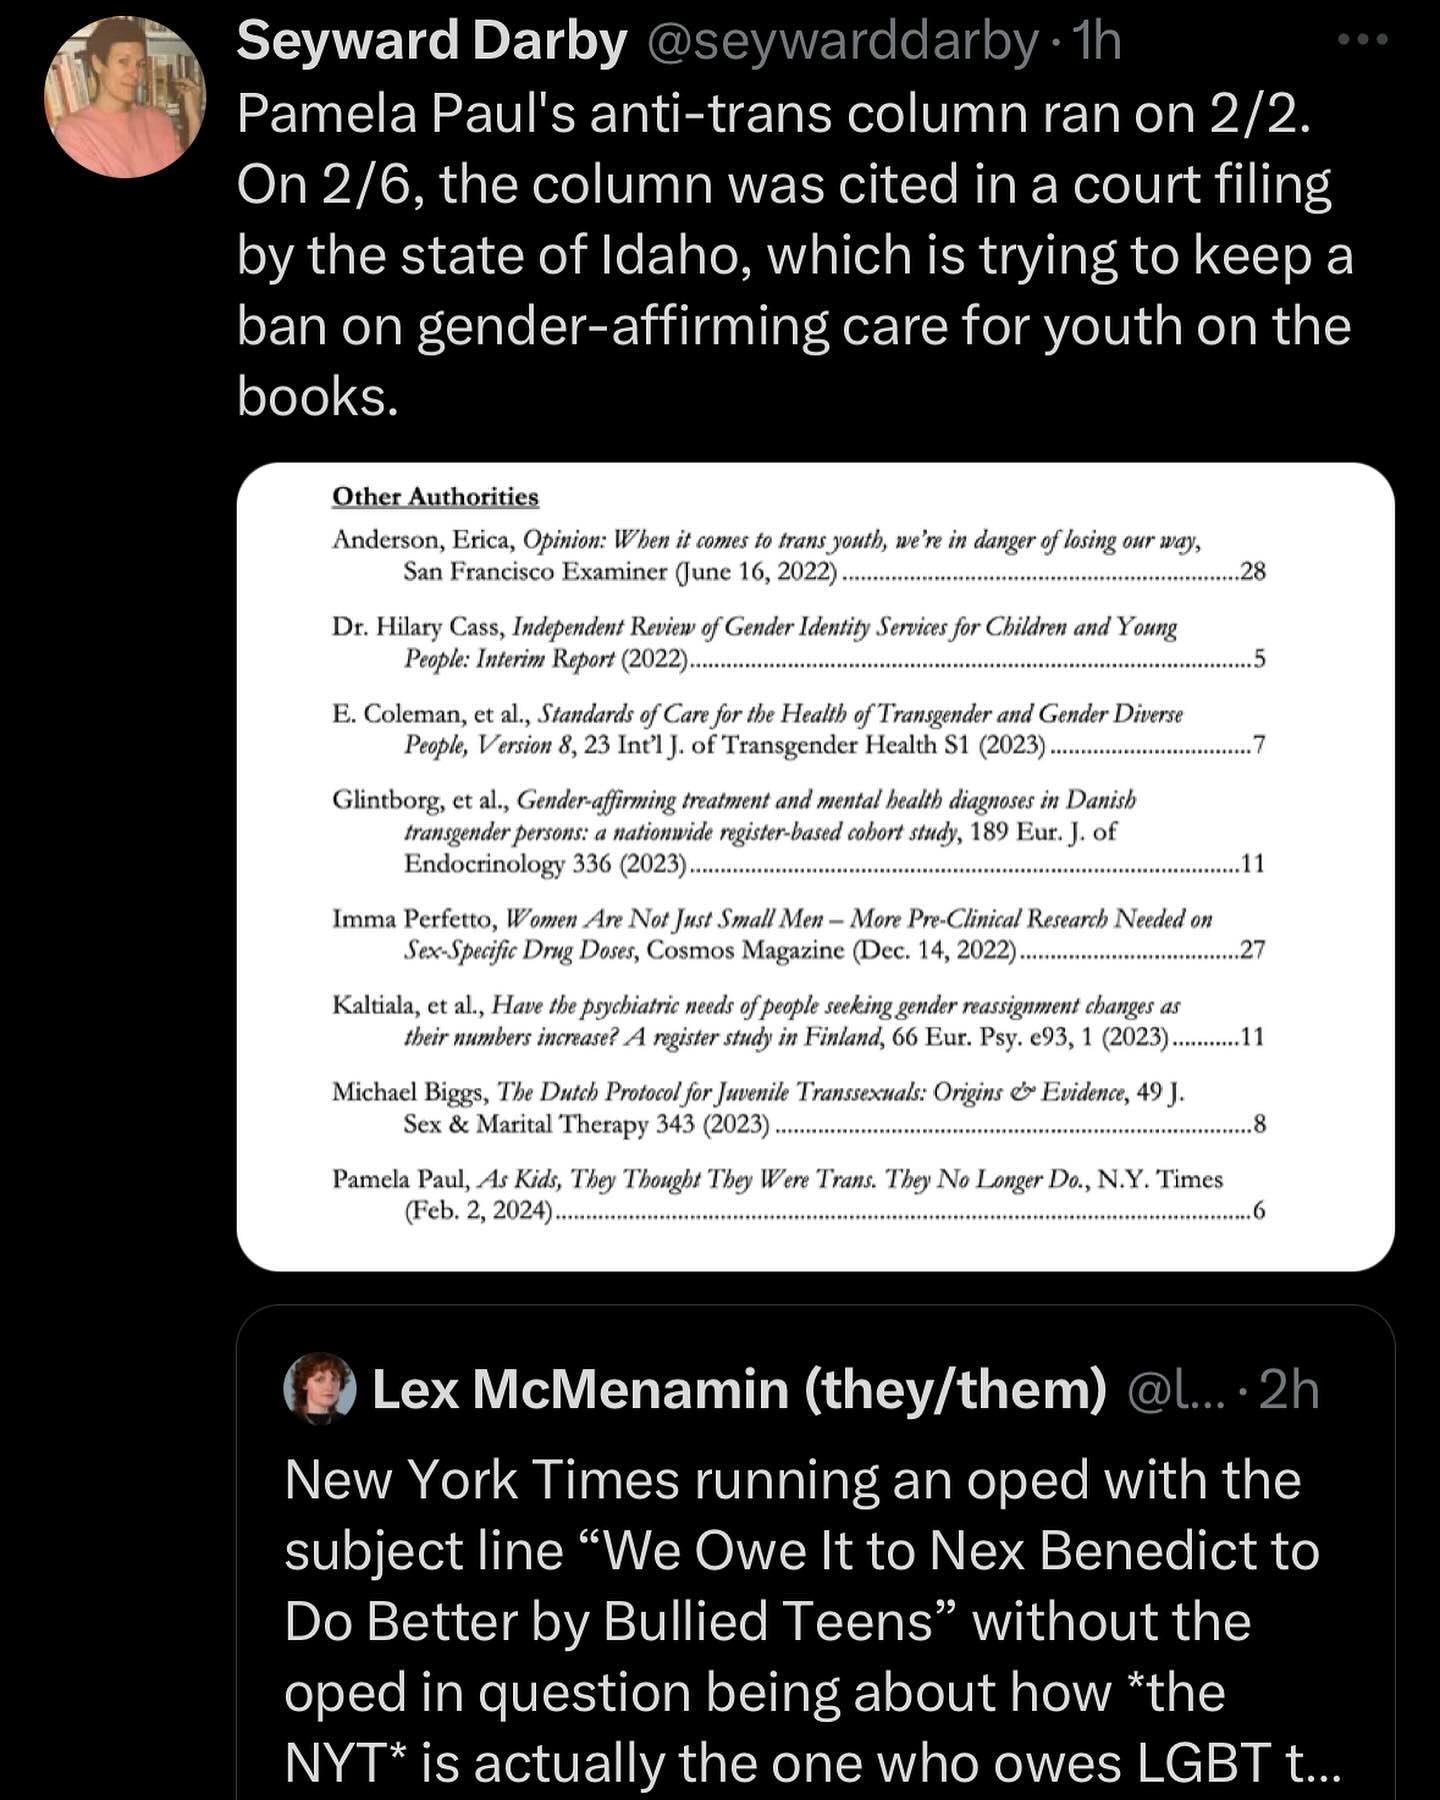 Seyward Darby @seywarddarby · 1h
Pamela Paul's anti-trans column ran on 2/2.
On 2/6, the column was cited in a court filing
by the state of Idaho, which is trying to keep a
ban on gender-affirming care for youth on the
books.
Other Authorities
Anderson, Erica, Opinion: When it comes to trans youth, we're in danger of losing our way,
San Francisco Examiner (June 16, 2022)....................28
Dr. Hilary Cass, Independent Review of Gender Identity Services for Children and Young
People: Interim Report (2022)....................5
E. Coleman, et al., Standards of Care for the Health of Transgender and Gender Diverse
People, Version 8, 23 Int'l J. of Transgender Health S1 (2023)....................7
Glintborg, et al., Gender-affirming treatment and mental health diagnoses in Danish
transgender persons: a nationwide register-based cohort study, 189 Eur. J. of
Endocrinology 336 (2023)....................11
Imma Perfetto, Women Are Not Just Small Men – More Pre-Clinical Research Needed on
Sex-Specific Drug Doses, Cosmos Magazine (Dec. 14, 2022)....................27
Kaltiala, et al., Have the psychiatric needs of people seeking gender reassignment changes as
their numbers increase? A register study in Finland, 66 Eur. Psy. e93, 1 (2023)...........11
Michael Biggs, The Dutch Protocol for Juvenile Transsexuals: Origins & Evidence, 49 J.
Sex & Marital Therapy 343 (2023)....................8
Pamela Paul, As Kids, They Thought They Were Trans. They No Longer Do., N.Y. Times
(Feb. 2, 2024)....................6
Lex McMenamin (they/them) @l... · 2h
New York Times running an oped with the
subject line “We Owe It to Nex Benedict to
Do Better by Bullied Teens” without the
oped in question being about how *the
NYT* is actually the one who owes LGBT t...